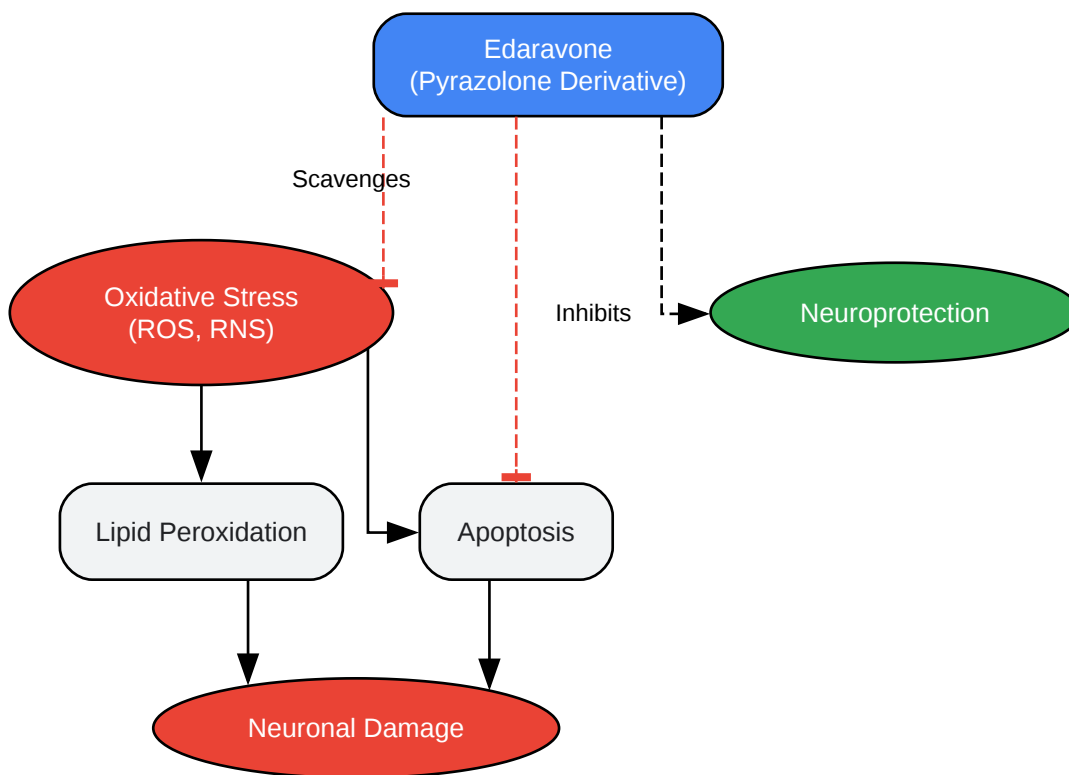 Edaravone
(Pyrazolone Derivative)
Scavenges
Oxidative Stress
(ROS, RNS)
Inhibits
Neuroprotection
Lipid Peroxidation
Apoptosis
Neuronal Damage